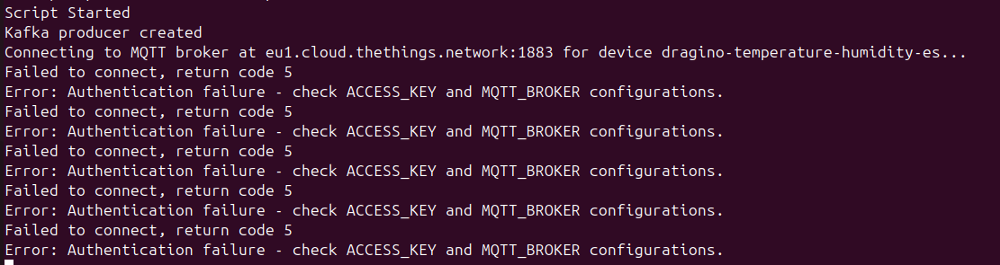 Script Started
Kafka producer created
Connecting to MQTT broker at eu1.cloud.thethings.network:1883 for device dragino-temperature-humidity-es...
Failed to connect, return code 5
Error: Authentication failure - check ACCESS_KEY and MQTT_BROKER configurations.
Failed to connect, return code 5
Error: Authentication failure - check ACCESS_KEY and MQTT_BROKER configurations.
Failed to connect, return code 5
Error: Authentication failure - check ACCESS_KEY and MQTT_BROKER configurations.
Failed to connect, return code 5
Error: Authentication failure - check ACCESS_KEY and MQTT_BROKER configurations.
Failed to connect, return code 5
Error: Authentication failure - check ACCESS_KEY and MQTT_BROKER configurations.